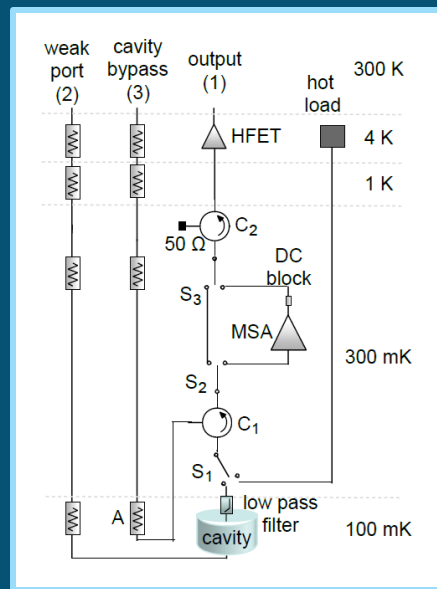 weak
port
(2)
cavity
bypass
(3)
output
(1)
300 K
hot
load
HFET
4 K
1 K
C2
50 Ω
DC
block
S3
MSA
300 mK
S2
C1
S1
low pass
filter
A
cavity
100 mK